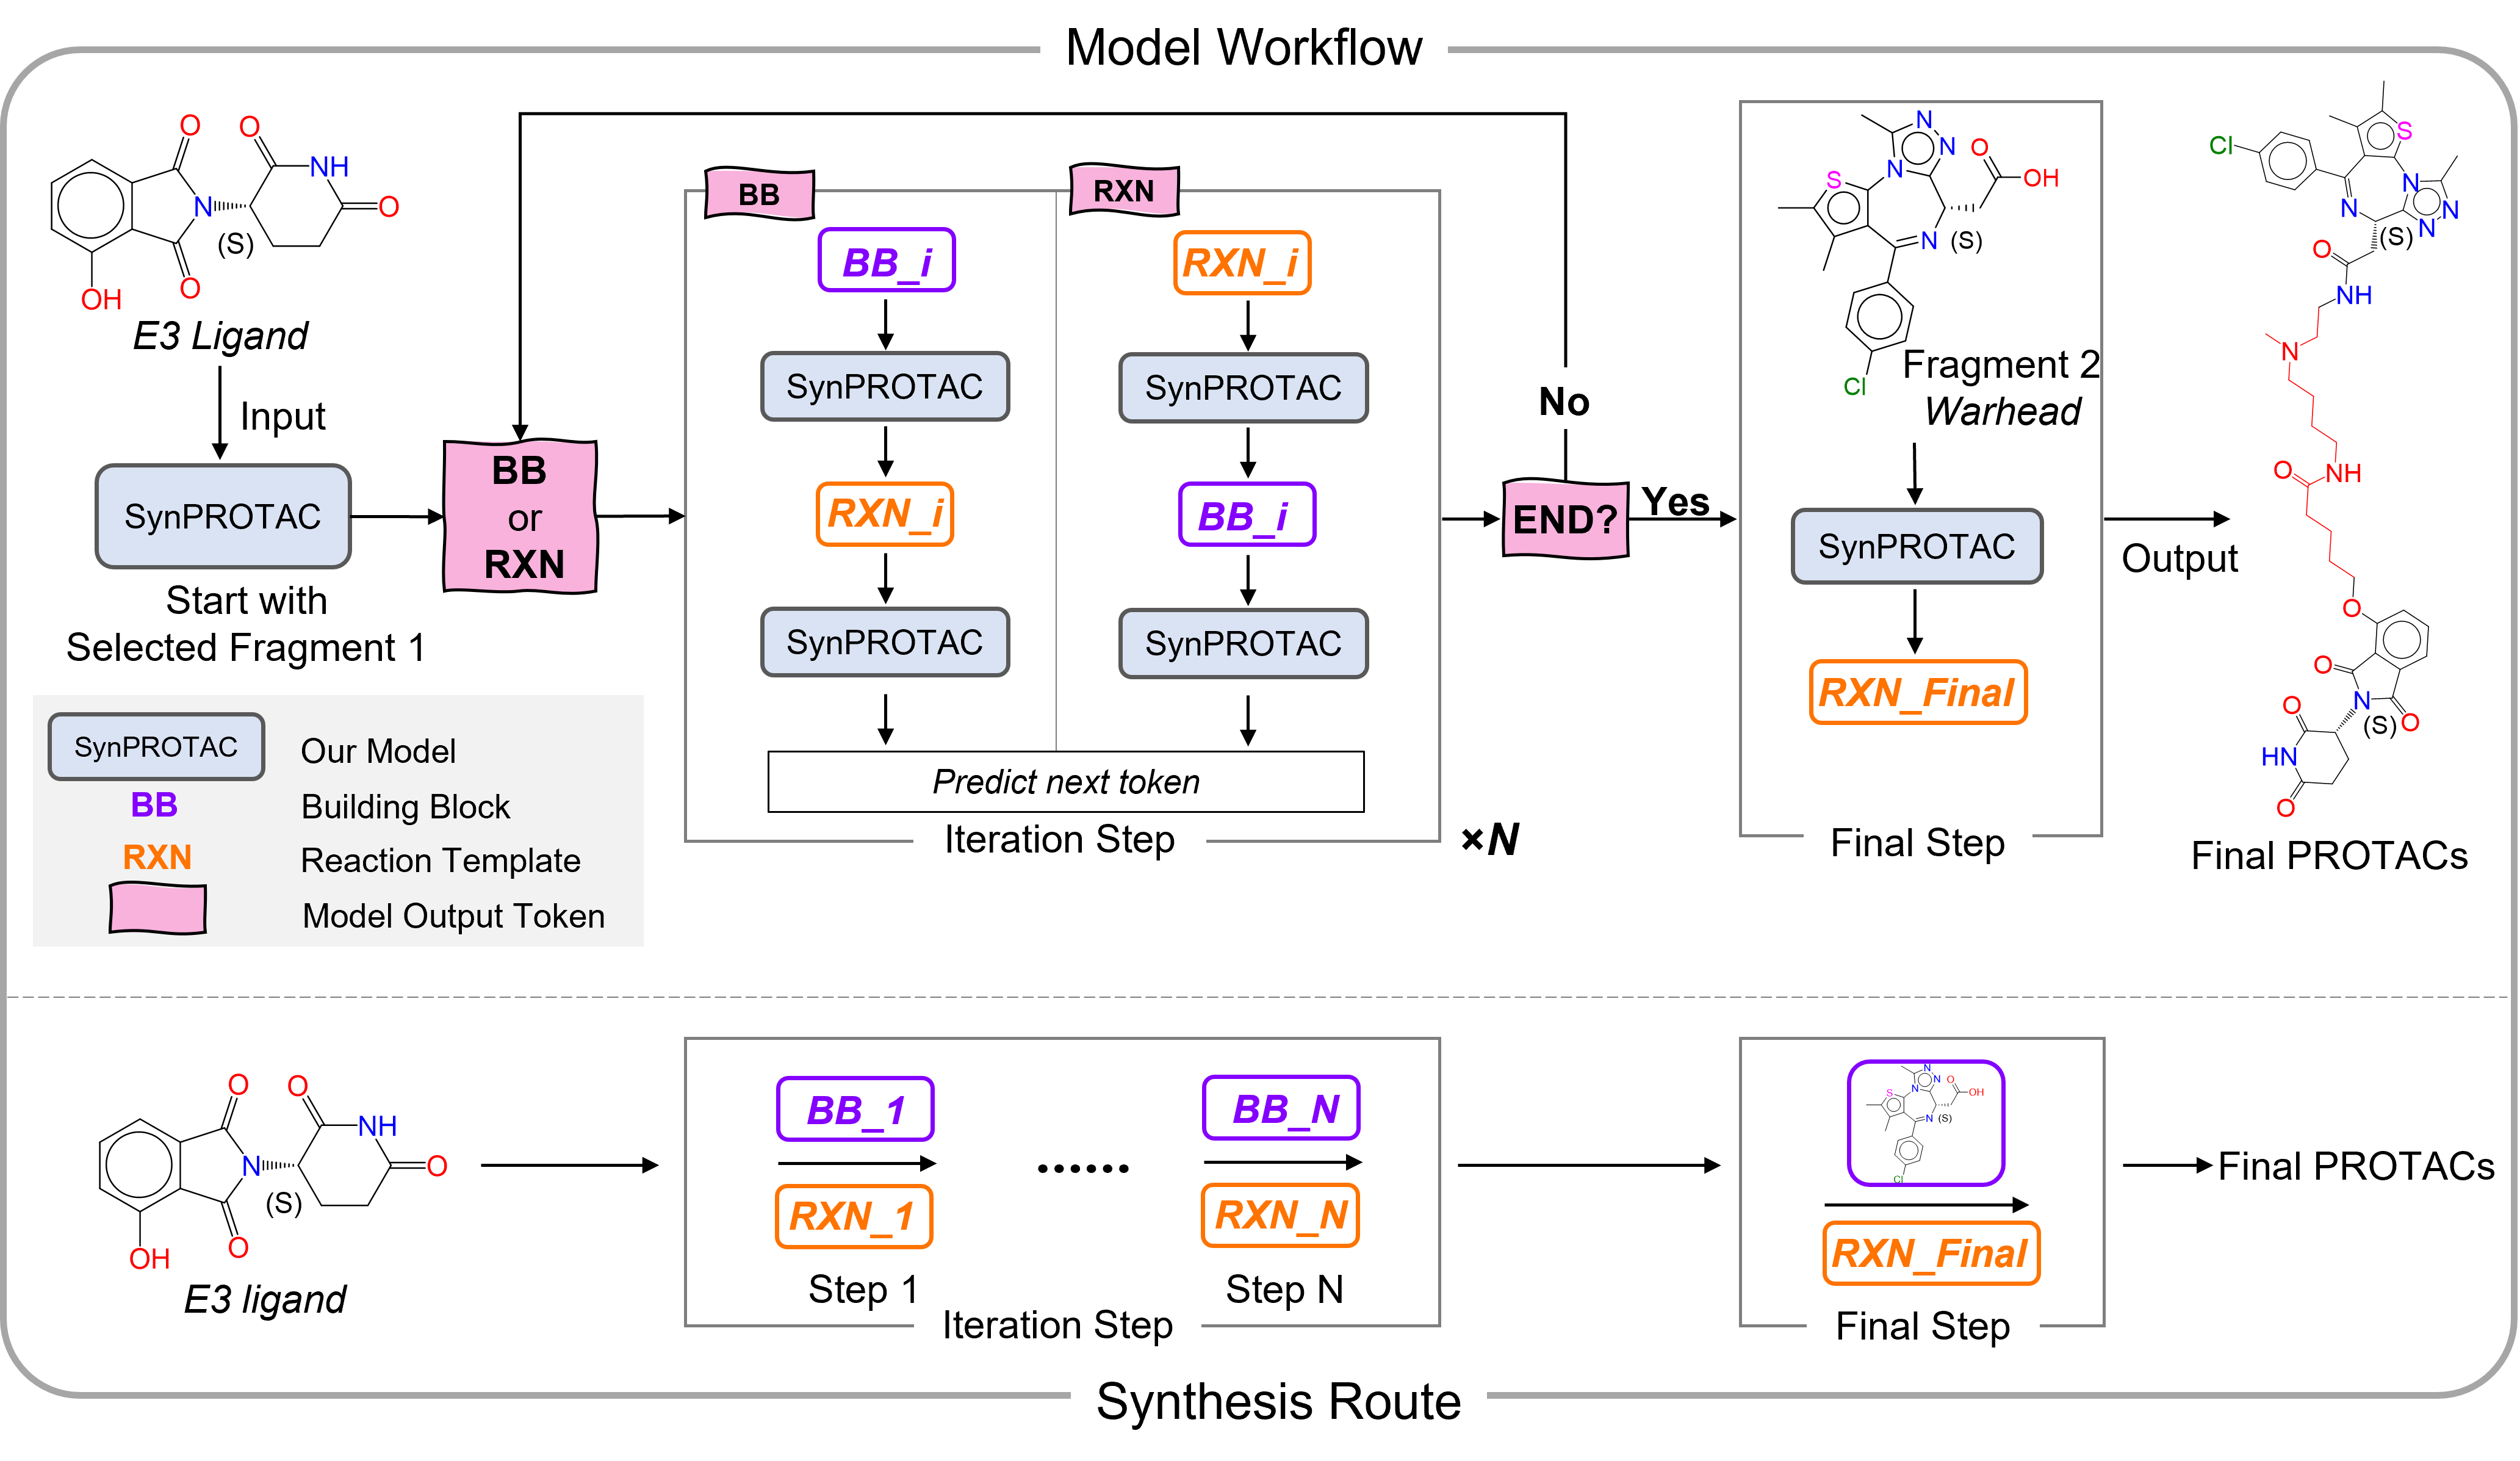 Model Workflow
O
O
NH
O
N
(S)
O
OH
E3 Ligand
Input
SynPROTAC
Start with
Selected Fragment 1
BB
or
RXN
BB
BB_i
SynPROTAC
RXN_i
SynPROTAC
RXN
RXN_i
SynPROTAC
BB_i
SynPROTAC
Predict next token
Iteration Step
×N
No
END?
Yes
N
N
N
S
O
OH
N
(S)
Cl
Fragment 2
Warhead
SynPROTAC
RXN_Final
Final Step
Output
Cl
S
N
N
N
N
(S)
O
NH
N
O
NH
O
O
N
O
(S)
O
HN
O
Final PROTACs
SynPROTAC
Our Model
BB
Building Block
RXN
Reaction Template
Model Output Token
O
O
NH
O
N
(S)
O
OH
E3 ligand
BB_1
RXN_1
Step 1
......
BB_N
RXN_N
Step N
Iteration Step
N
N
N
S
O
OH
N
(S)
Cl
RXN_Final
Final Step
Final PROTACs
Synthesis Route